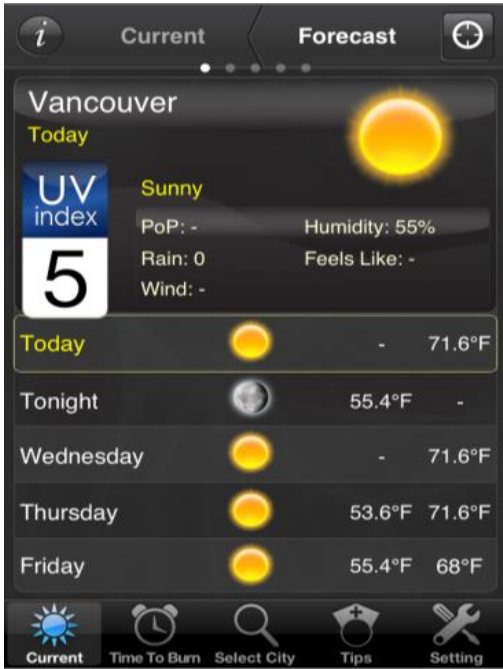 i Current Forecast
Vancouver
Today
UV
index
5
Sunny
PoP: - Humidity: 55%
Rain: 0 Feels Like: -
Wind: -
Today - 71.6°F
Tonight 55.4°F -
Wednesday - 71.6°F
Thursday 53.6°F 71.6°F
Friday 55.4°F 68°F
Current Time To Burn Select City Tips Setting